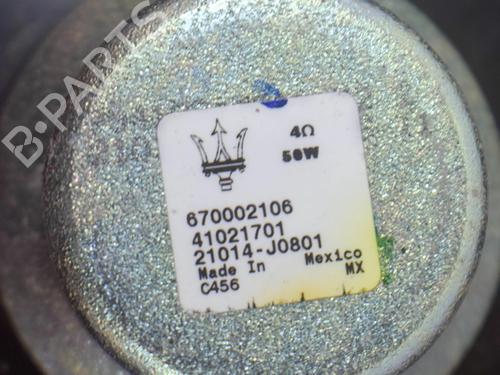 B-PARTS
4Ω
50W
670002106
41021701
21014-J0801
Made In Mexico
C456 MX